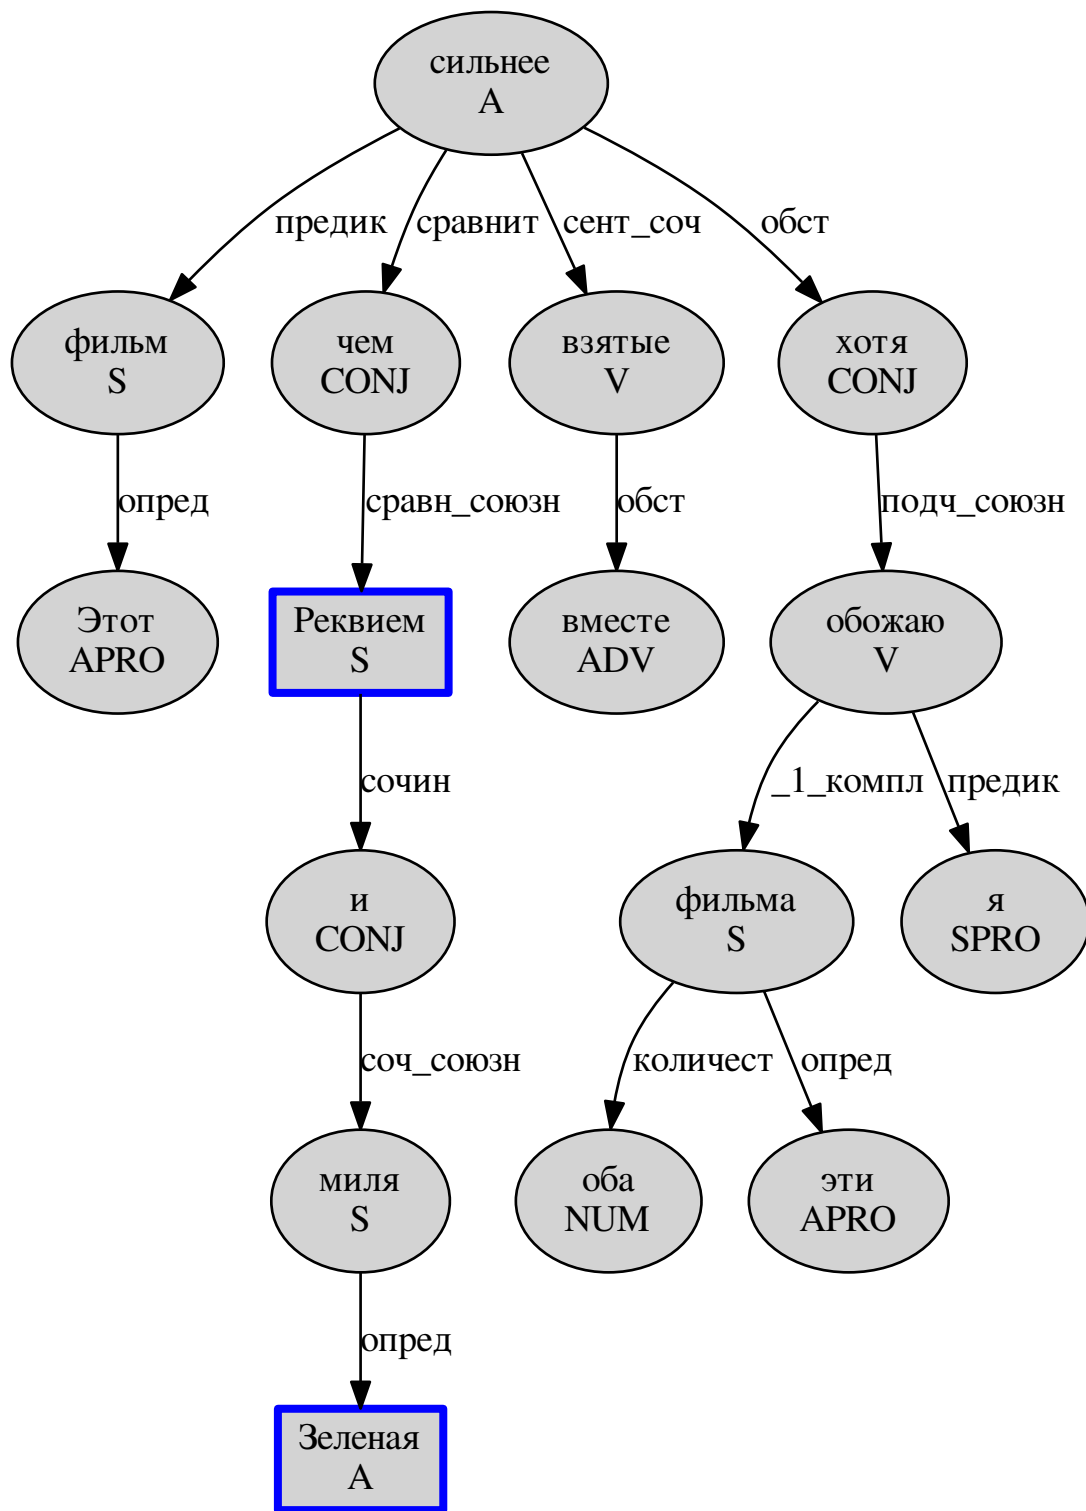 сильнее
A
предик
сравнит
сент_соч
обст
фильм
S
чем
CONJ
взятые
V
хотя
CONJ
опред
сравн_союзн
обст
подч_союзн
Этот
APRO
Реквием
S
вместе
ADV
обожаю
V
сочин
_1_компл
предик
и
CONJ
фильма
S
я
SPRO
соч_союзн
количест
опред
миля
S
оба
NUM
эти
APRO
опред
Зеленая
A